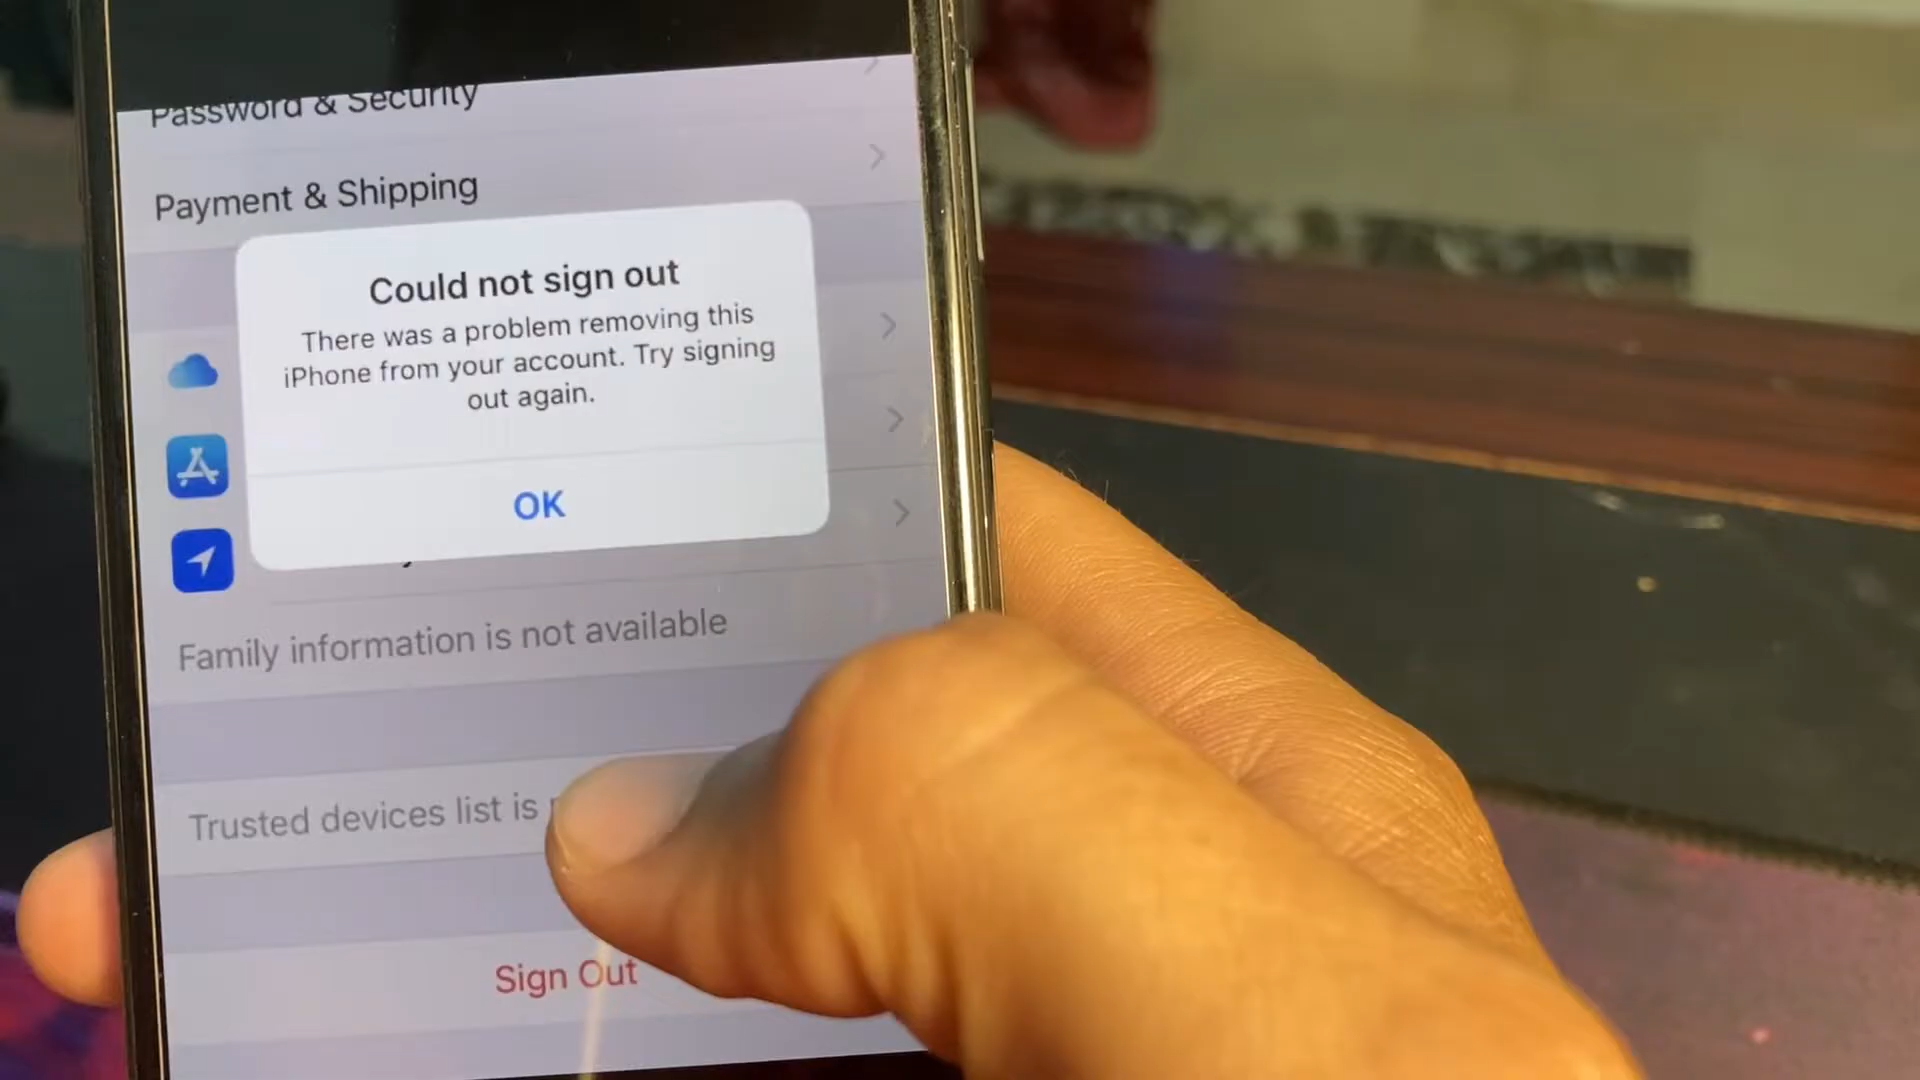 Password & Security
Payment & Shipping
Could not sign out
There was a problem removing this
iPhone from your account. Try signing
out again.
OK
Family information is not available
Trusted devices list is
Sign Out